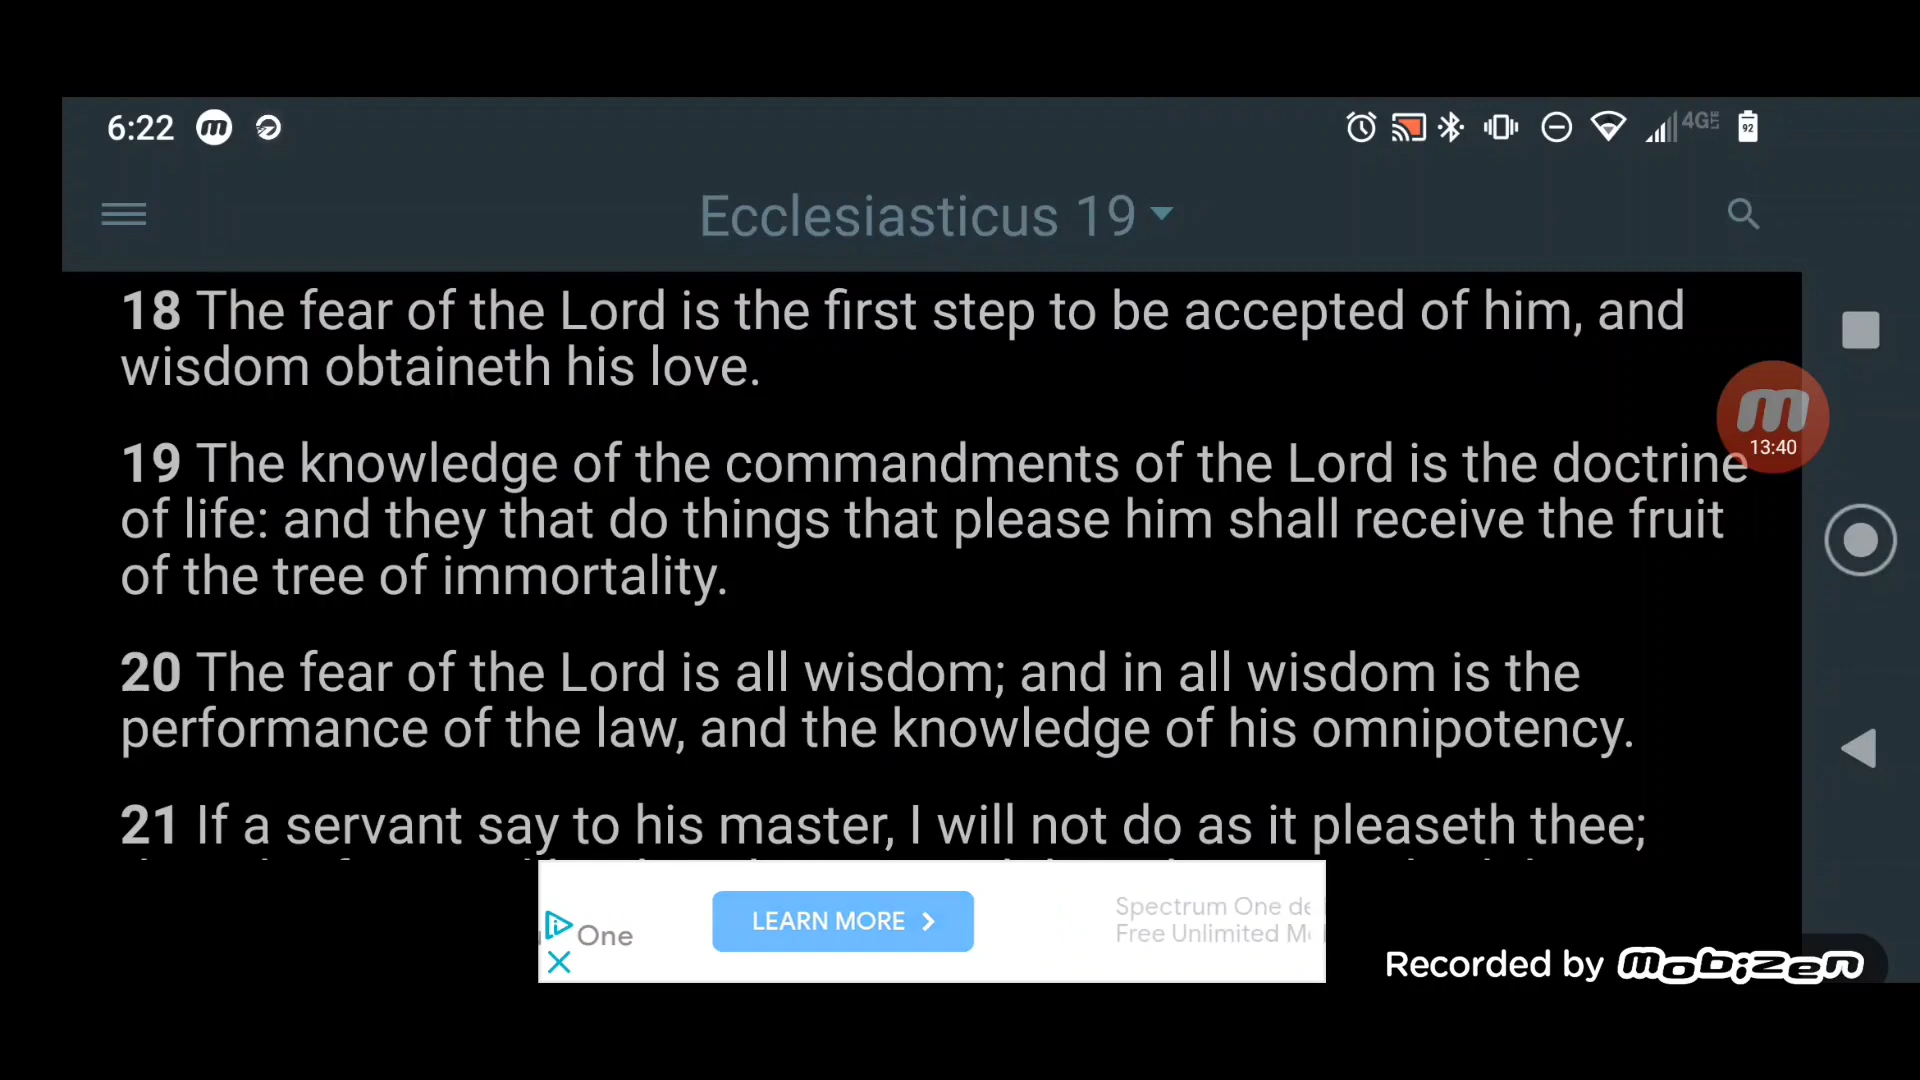 6:22
4G LTE
92
Ecclesiasticus 19
18 The fear of the Lord is the first step to be accepted of him, and
wisdom obtaineth his love.
13:40
19 The knowledge of the commandments of the Lord is the doctrine
of life: and they that do things that please him shall receive the fruit
of the tree of immortality.
20 The fear of the Lord is all wisdom; and in all wisdom is the
performance of the law, and the knowledge of his omnipotency.
21 If a servant say to his master, I will not do as it pleaseth thee;
One
LEARN MORE
Spectrum One de
Free Unlimited M
Recorded by mobizen